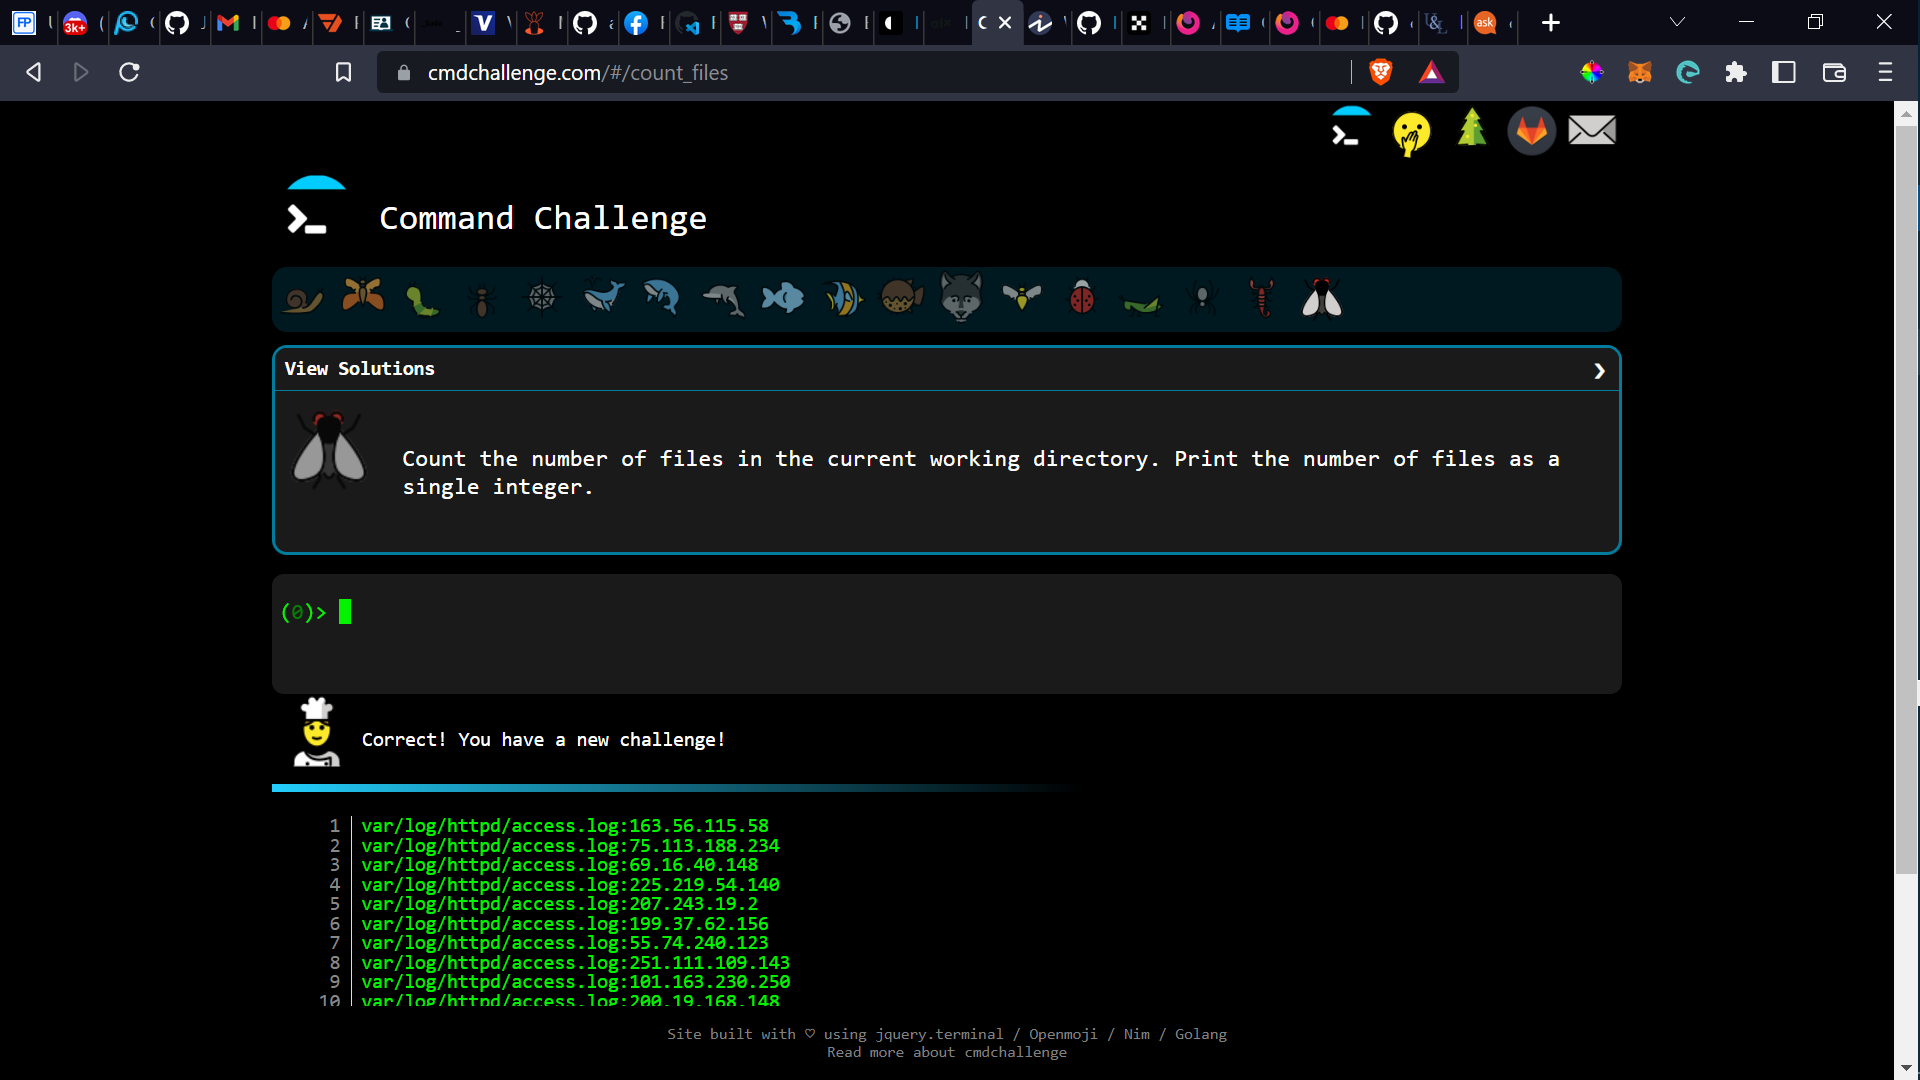 3k+
cmdchallenge.com/#/count_files
Command Challenge
View Solutions
Count the number of files in the current working directory. Print the number of files as a
single integer.
(0)>
Correct! You have a new challenge!
1 var/log/httpd/access.log:163.56.115.58
2 var/log/httpd/access.log:75.113.188.234
3 var/log/httpd/access.log:69.16.40.148
4 var/log/httpd/access.log:225.219.54.140
5 var/log/httpd/access.log:207.243.19.2
6 var/log/httpd/access.log:199.37.62.156
7 var/log/httpd/access.log:55.74.240.123
8 var/log/httpd/access.log:251.111.109.143
9 var/log/httpd/access.log:101.163.230.250
10 var/log/httpd/access.log:200.19.168.148
Site built with ♡ using jquery.terminal / Openmoji / Nim / Golang
Read more about cmdchallenge